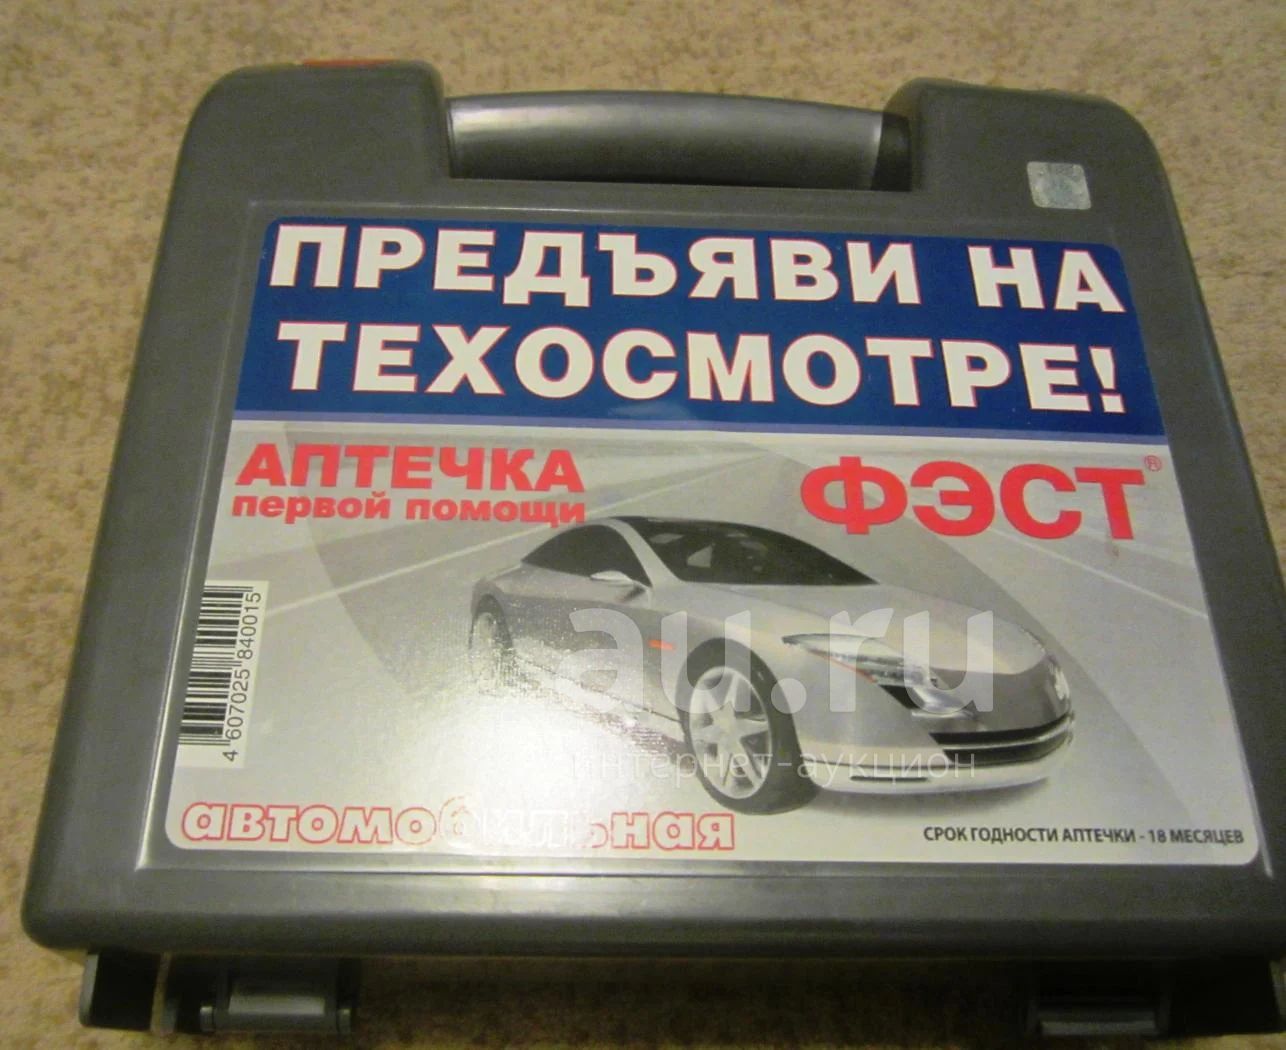 ПРЕДЪЯВИ НА
ТЕХОСМОТРЕ!
АПТЕЧКА
первой помощи
ФЭСТ®
4 607025 840015
au.ru
интернет-аукцион
автомобильная
СРОК ГОДНОСТИ АПТЕЧКИ - 18 МЕСЯЦЕВ